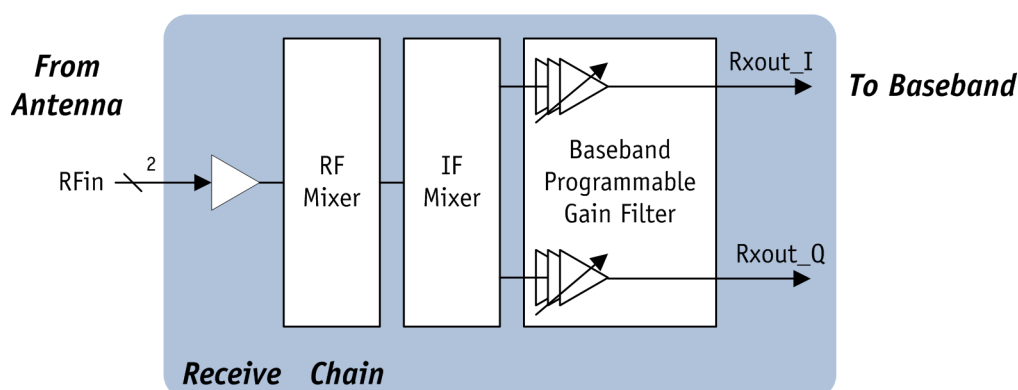 From
Antenna
RFin
2
RF
Mixer
IF
Mixer
Baseband
Programmable
Gain Filter
Rxout_I
Rxout_Q
To Baseband
Receive Chain